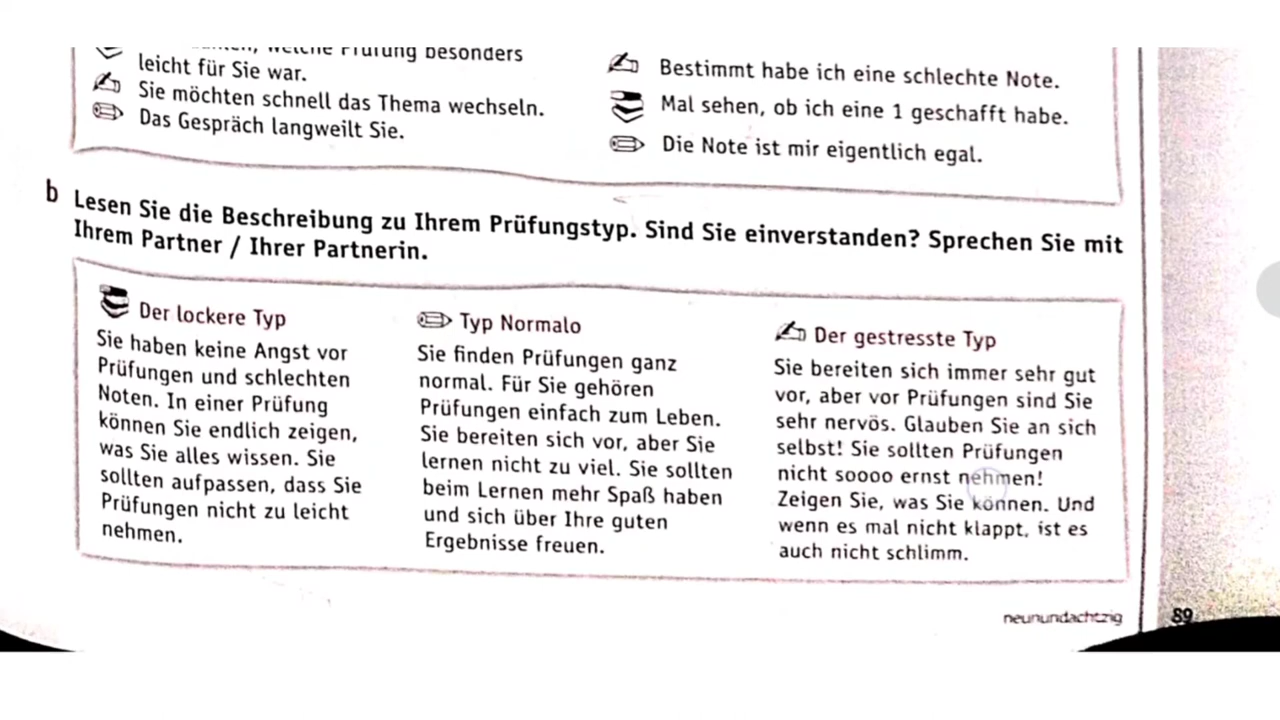 welche Prüfung besonders
leicht für Sie war.
Sie möchten schnell das Thema wechseln.
Das Gespräch langweilt Sie.
Bestimmt habe ich eine schlechte Note.
Mal sehen, ob ich eine 1 geschafft habe.
Die Note ist mir eigentlich egal.
b Lesen Sie die Beschreibung zu Ihrem Prüfungstyp. Sind Sie einverstanden? Sprechen Sie mit
Ihrem Partner / Ihrer Partnerin.
Der lockere Typ
Sie haben keine Angst vor
Prüfungen und schlechten
Noten. In einer Prüfung
können Sie endlich zeigen,
was Sie alles wissen. Sie
sollten aufpassen, dass Sie
Prüfungen nicht zu leicht
nehmen.
Typ Normalo
Sie finden Prüfungen ganz
normal. Für Sie gehören
Prüfungen einfach zum Leben.
Sie bereiten sich vor, aber Sie
lernen nicht zu viel. Sie sollten
beim Lernen mehr Spaß haben
und sich über Ihre guten
Ergebnisse freuen.
Der gestresste Typ
Sie bereiten sich immer sehr gut
vor, aber vor Prüfungen sind Sie
sehr nervös. Glauben Sie an sich
selbst! Sie sollten Prüfungen
nicht soooo ernst nehmen!
Zeigen Sie, was Sie können. Und
wenn es mal nicht klappt, ist es
auch nicht schlimm.
neunundachtzig 89